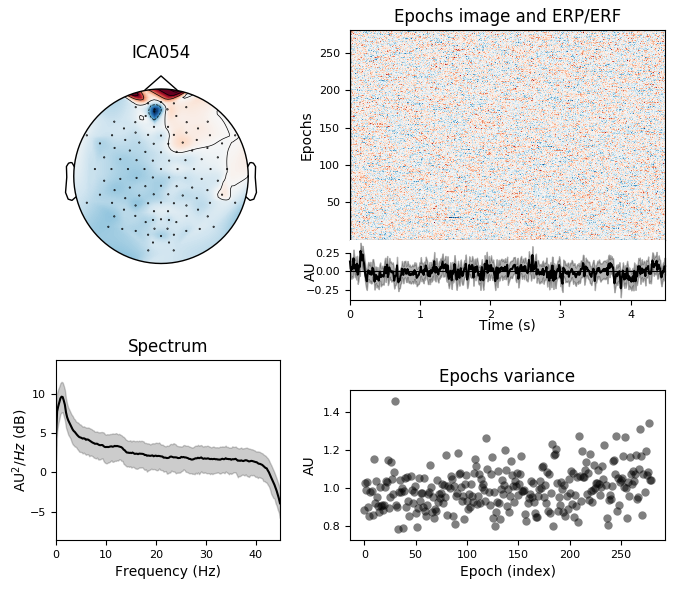 ICA054
Epochs image and ERP/ERF
Epochs
250
200
150
100
50
AU
0.25
0.00
−0.25
0 1 2 3 4
Time (s)
Spectrum
AU²/Hz (dB)
10
5
0
−5
0 10 20 30 40
Frequency (Hz)
Epochs variance
AU
1.4
1.2
1.0
0.8
0 50 100 150 200 250
Epoch (index)